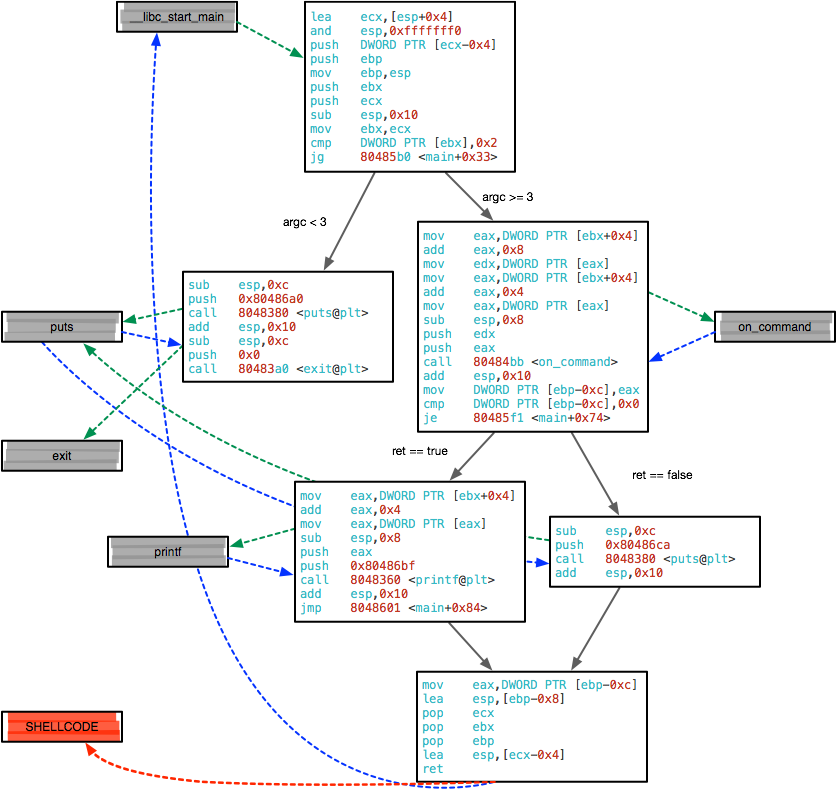 __libc_start_main
lea ecx,[esp+0x4]
and esp,0xfffffff0
push DWORD PTR [ecx-0x4]
push ebp
mov ebp,esp
push ebx
push ecx
sub esp,0x10
mov ebx,ecx
cmp DWORD PTR [ebx],0x2
jg 80485b0 <main+0x33>
argc < 3
argc >= 3
mov eax,DWORD PTR [ebx+0x4]
add eax,0x8
mov edx,DWORD PTR [eax]
mov eax,DWORD PTR [ebx+0x4]
add eax,0x4
mov eax,DWORD PTR [eax]
sub esp,0x8
push edx
push eax
call 80484bb <on_command>
add esp,0x10
mov DWORD PTR [ebp-0xc],eax
cmp DWORD PTR [ebp-0xc],0x0
je 80485f1 <main+0x74>
sub esp,0xc
push 0x80486a0
call 8048380 <puts@plt>
add esp,0x10
sub esp,0xc
push 0x0
call 80483a0 <exit@plt>
puts
on_command
exit
ret == true
ret == false
mov eax,DWORD PTR [ebx+0x4]
add eax,0x4
mov eax,DWORD PTR [eax]
sub esp,0x8
push eax
push 0x80486bf
call 8048360 <printf@plt>
add esp,0x10
jmp 8048601 <main+0x84>
printf
sub esp,0xc
push 0x80486ca
call 8048380 <puts@plt>
add esp,0x10
mov eax,DWORD PTR [ebp-0xc]
lea esp,[ebp-0x8]
pop ecx
pop ebx
pop ebp
lea esp,[ecx-0x4]
ret
SHELLCODE